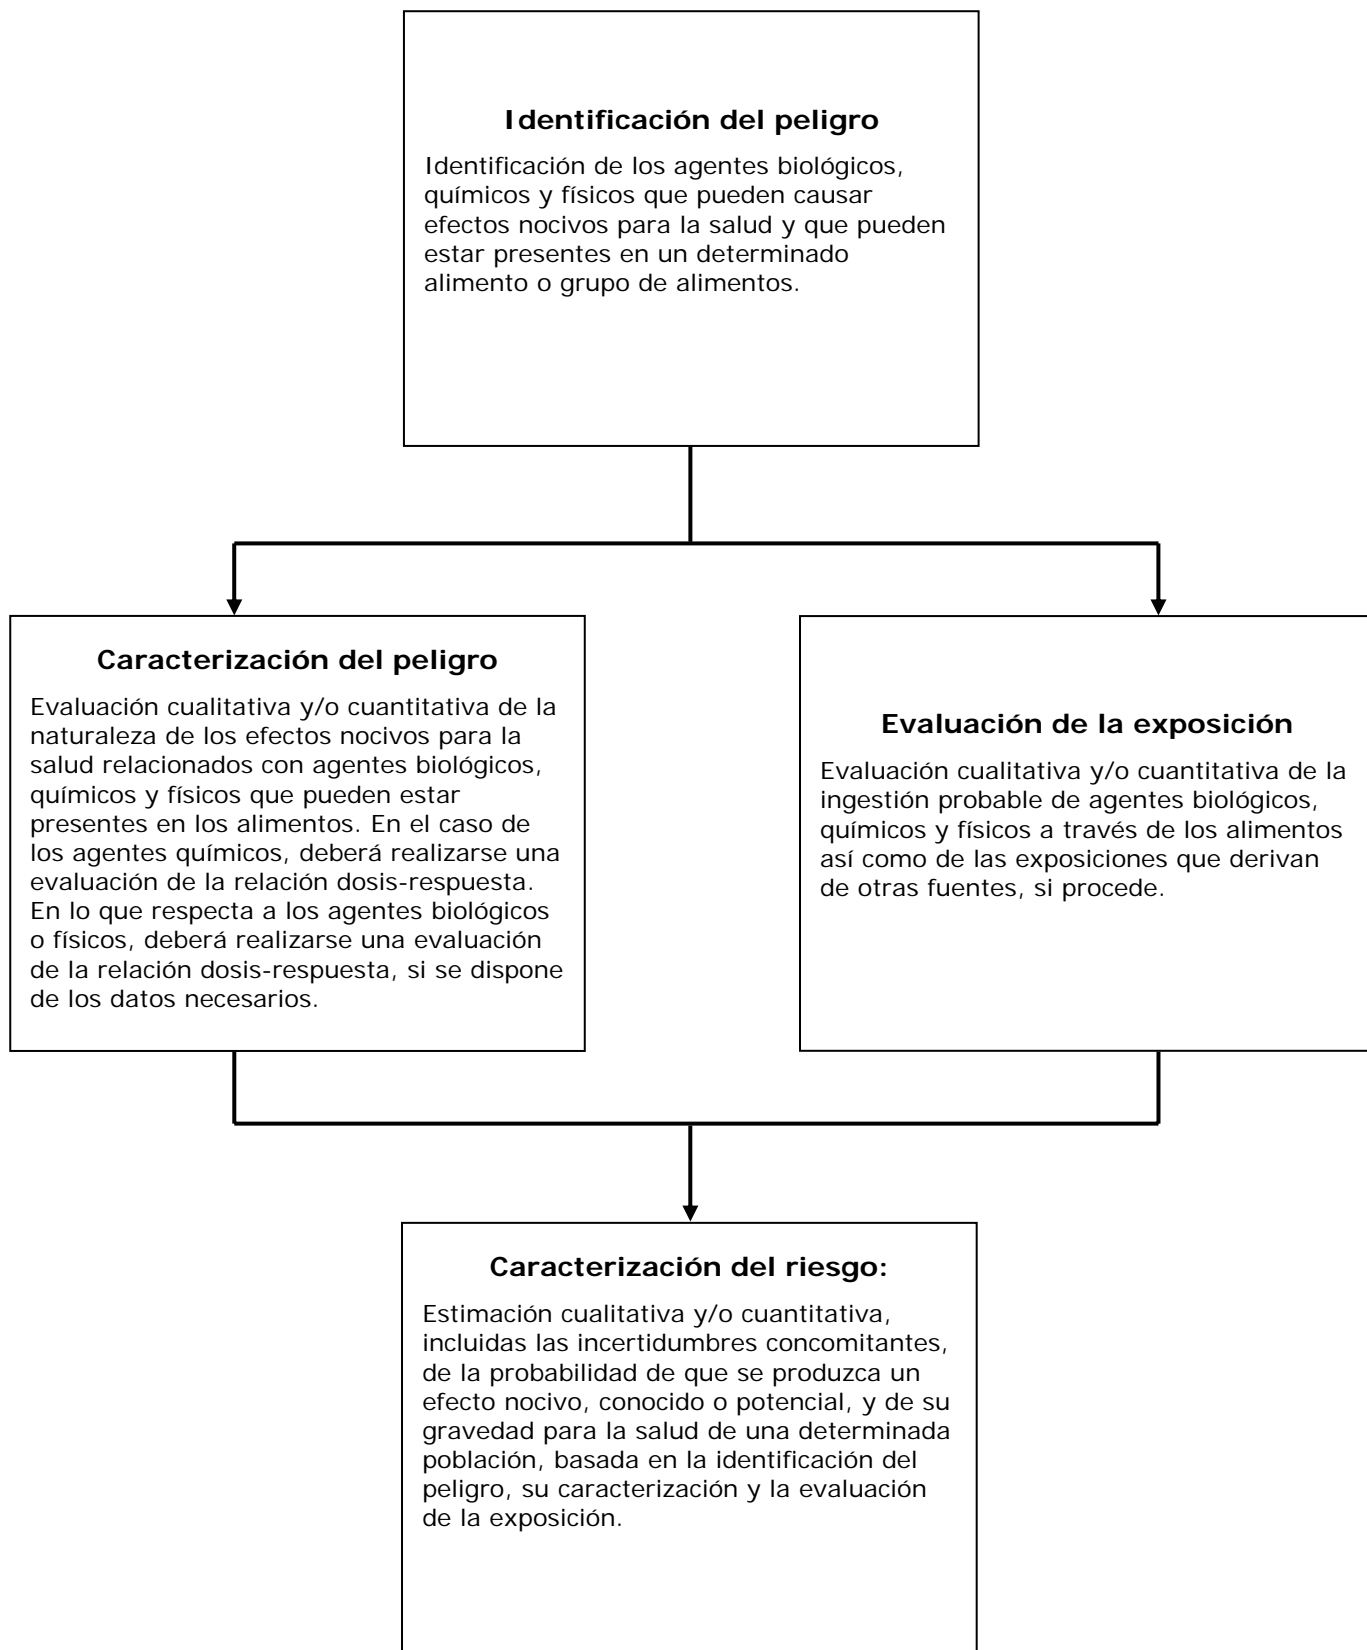 Identificación del peligro
Identificación de los agentes biológicos,
químicos y físicos que pueden causar
efectos nocivos para la salud y que pueden
estar presentes en un determinado
alimento o grupo de alimentos.
Caracterización del peligro
Evaluación cualitativa y/o cuantitativa de la
naturaleza de los efectos nocivos para la
salud relacionados con agentes biológicos,
químicos y físicos que pueden estar
presentes en los alimentos. En el caso de
los agentes químicos, deberá realizarse una
evaluación de la relación dosis-respuesta.
En lo que respecta a los agentes biológicos
o físicos, deberá realizarse una evaluación
de la relación dosis-respuesta, si se dispone
de los datos necesarios.
Evaluación de la exposición
Evaluación cualitativa y/o cuantitativa de la
ingestión probable de agentes biológicos,
químicos y físicos a través de los alimentos
así como de las exposiciones que derivan
de otras fuentes, si procede.
Caracterización del riesgo:
Estimación cualitativa y/o cuantitativa,
incluidas las incertidumbres concomitantes,
de la probabilidad de que se produzca un
efecto nocivo, conocido o potencial, y de su
gravedad para la salud de una determinada
población, basada en la identificación del
peligro, su caracterización y la evaluación
de la exposición.